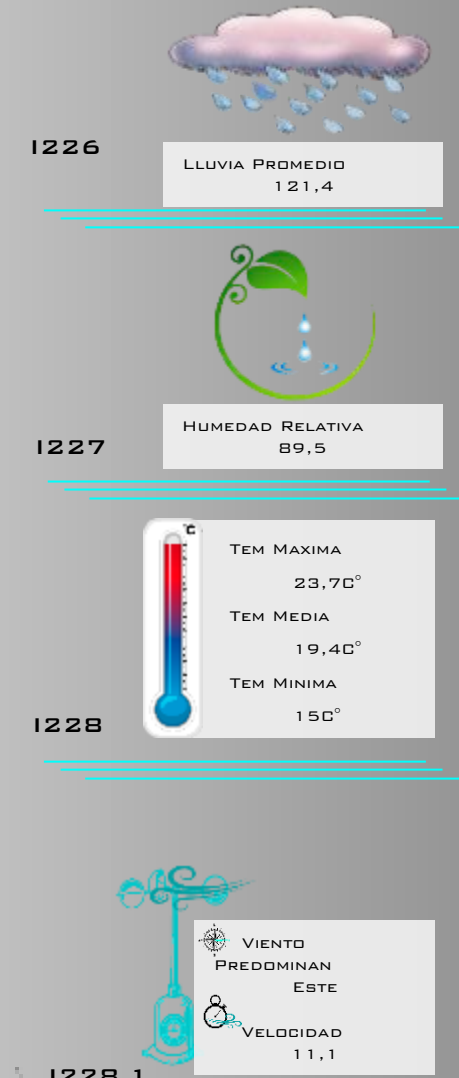 1226
LLUVIA PROMEDIO
121,4
1227
HUMEDAD RELATIVA
89,5
°C
TEM MAXIMA
23,7C°
TEM MEDIA
19,4C°
TEM MINIMA
15C°
1228
VIENTO
PREDOMINAN
ESTE
VELOCIDAD
11,1
1228.1